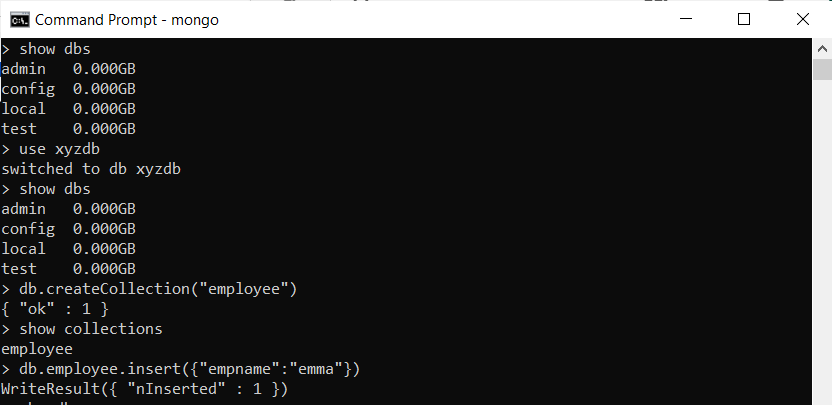 Command Prompt - mongo
> show dbs
admin   0.000GB
config  0.000GB
local   0.000GB
test    0.000GB
> use xyzdb
switched to db xyzdb
> show dbs
admin   0.000GB
config  0.000GB
local   0.000GB
test    0.000GB
> db.createCollection("employee")
{ "ok" : 1 }
> show collections
employee
> db.employee.insert({"empname":"emma"})
WriteResult({ "nInserted" : 1 })